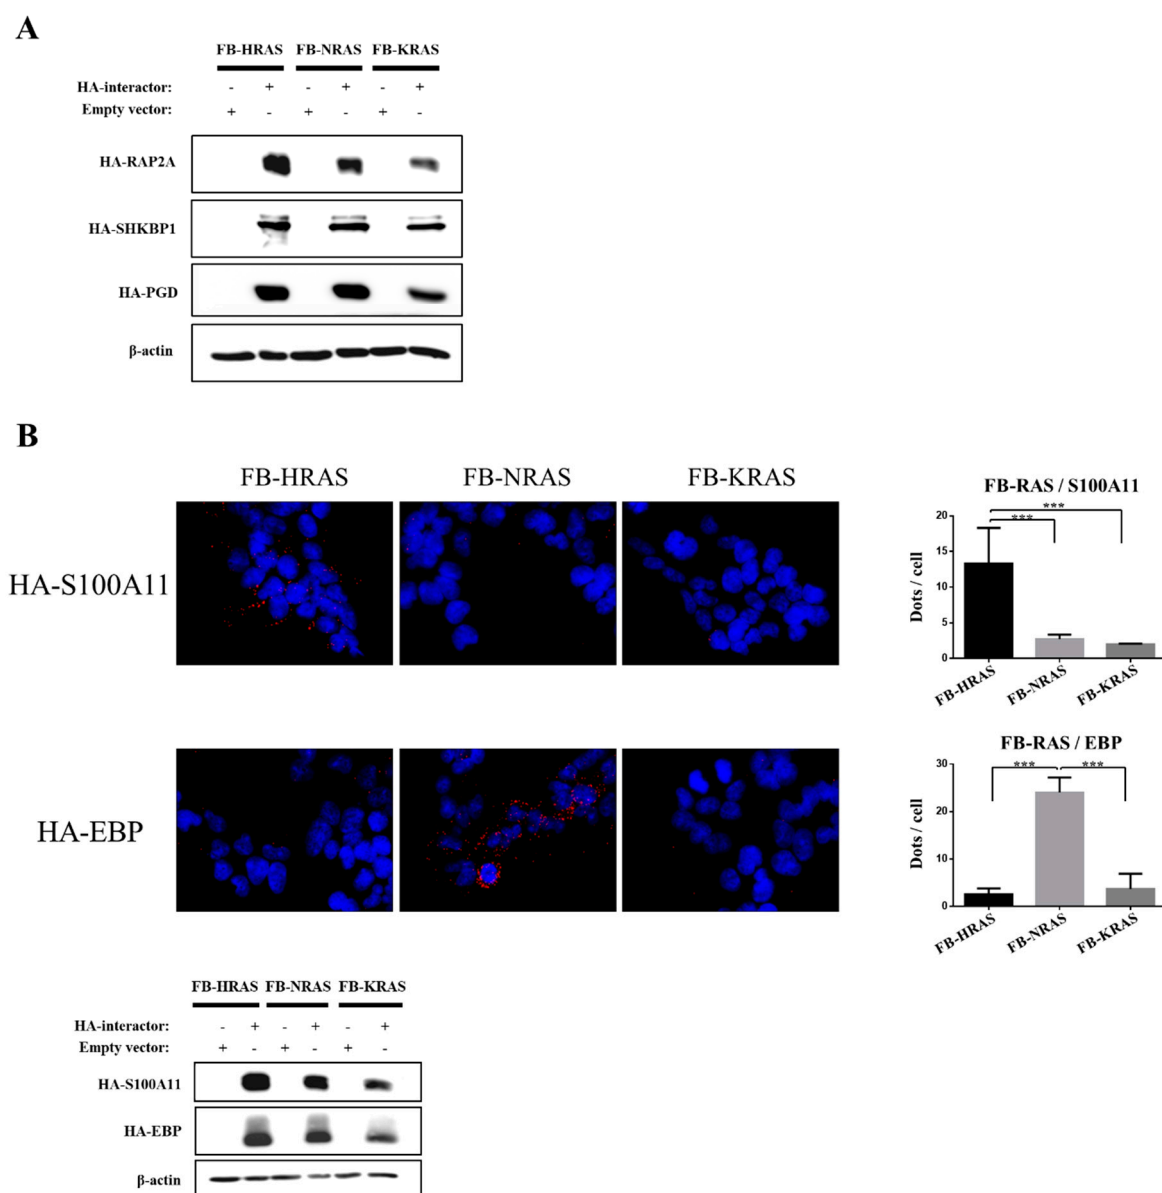 A
FB-HRAS FB-NRAS FB-KRAS
HA-interactor: - + - + - +
Empty vector: + - + - + -
HA-RAP2A
HA-SHKBP1
HA-PGD
β-actin
B
FB-HRAS FB-NRAS FB-KRAS
HA-S100A11
FB-RAS / S100A11
***
***
20
15
10
5
0
Dots / cell
FB-HRAS
FB-NRAS
FB-KRAS
HA-EBP
FB-RAS / EBP
*** ***
30
20
10
0
Dots / cell
FB-HRAS
FB-NRAS
FB-KRAS
FB-HRAS FB-NRAS FB-KRAS
HA-interactor: - + - + - +
Empty vector: + - + - + -
HA-S100A11
HA-EBP
β-actin